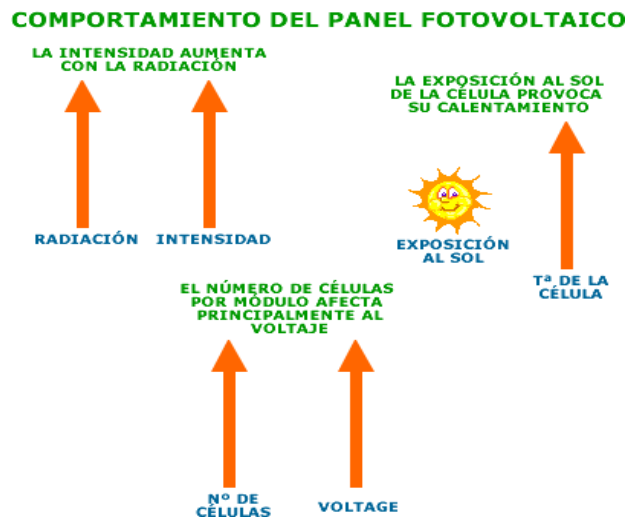 COMPORTAMIENTO DEL PANEL FOTOVOLTAICO
LA INTENSIDAD AUMENTA
CON LA RADIACIÓN
RADIACIÓN
INTENSIDAD
LA EXPOSICIÓN AL SOL
DE LA CÉLULA PROVOCA
SU CALENTAMIENTO
EXPOSICIÓN
AL SOL
Tª DE LA
CÉLULA
EL NÚMERO DE CÉLULAS
POR MÓDULO AFECTA
PRINCIPALMENTE AL
VOLTAJE
Nº DE
CÉLULAS
VOLTAGE